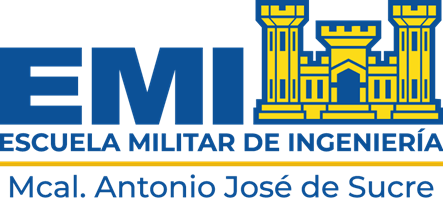 EMI
ESCUELA MILITAR DE INGENIERÍA
Mcal. Antonio José de Sucre